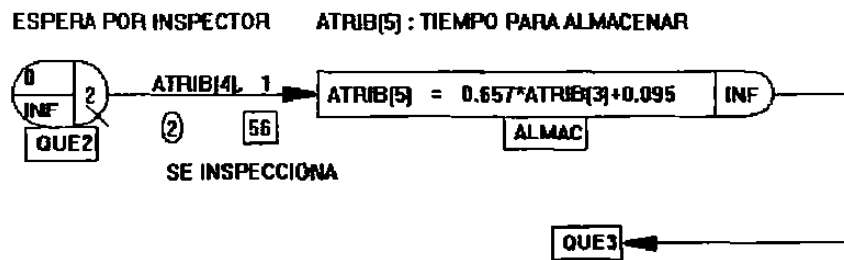 ESPERA POR INSPECTOR ATRIB(5) : TIEMPO PARA ALMACENAR
0
INF
2
QUE2
ATRIB(4), 1
2
56
SE INSPECCIONA
ATRIB(5) = 0.657*ATRIB(3)+0.095
INF
ALMAC
QUE3